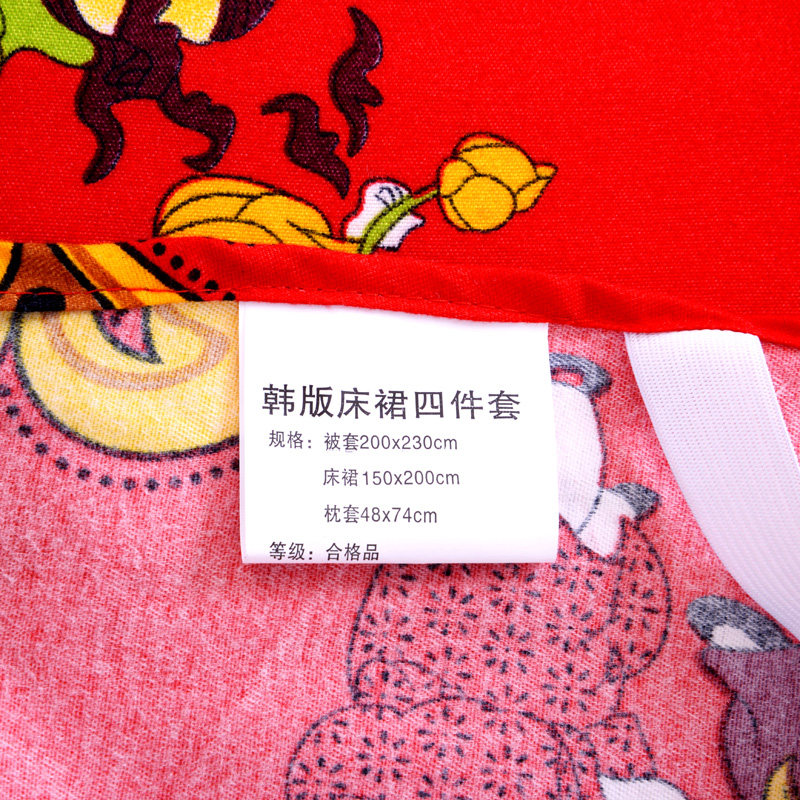 韩版床裙四件套
规格：被套200x230cm
床裙150x200cm
枕套48x74cm
等级：合格品